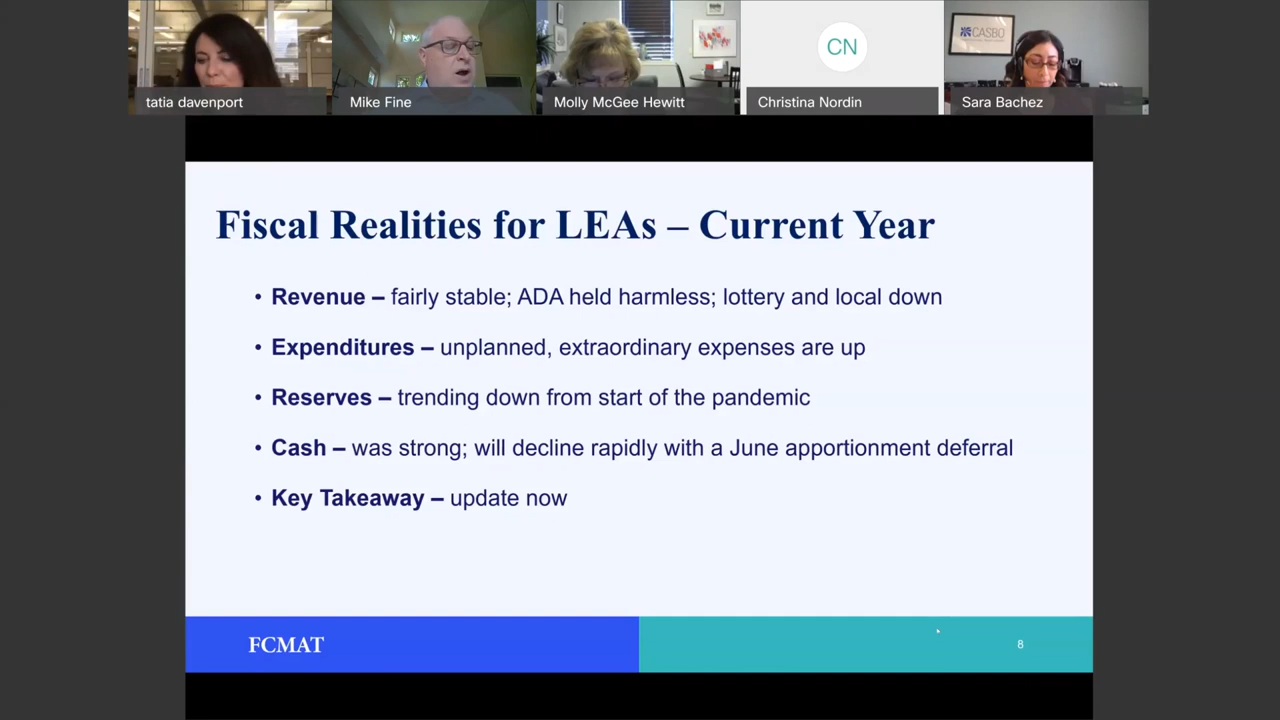 CASBO
CN
tatia davenport
Mike Fine
Molly McGee Hewitt
Christina Nordin
Sara Bachez
Fiscal Realities for LEAs – Current Year
• Revenue – fairly stable; ADA held harmless; lottery and local down
• Expenditures – unplanned, extraordinary expenses are up
• Reserves – trending down from start of the pandemic
• Cash – was strong; will decline rapidly with a June apportionment deferral
• Key Takeaway – update now
FCMAT
8